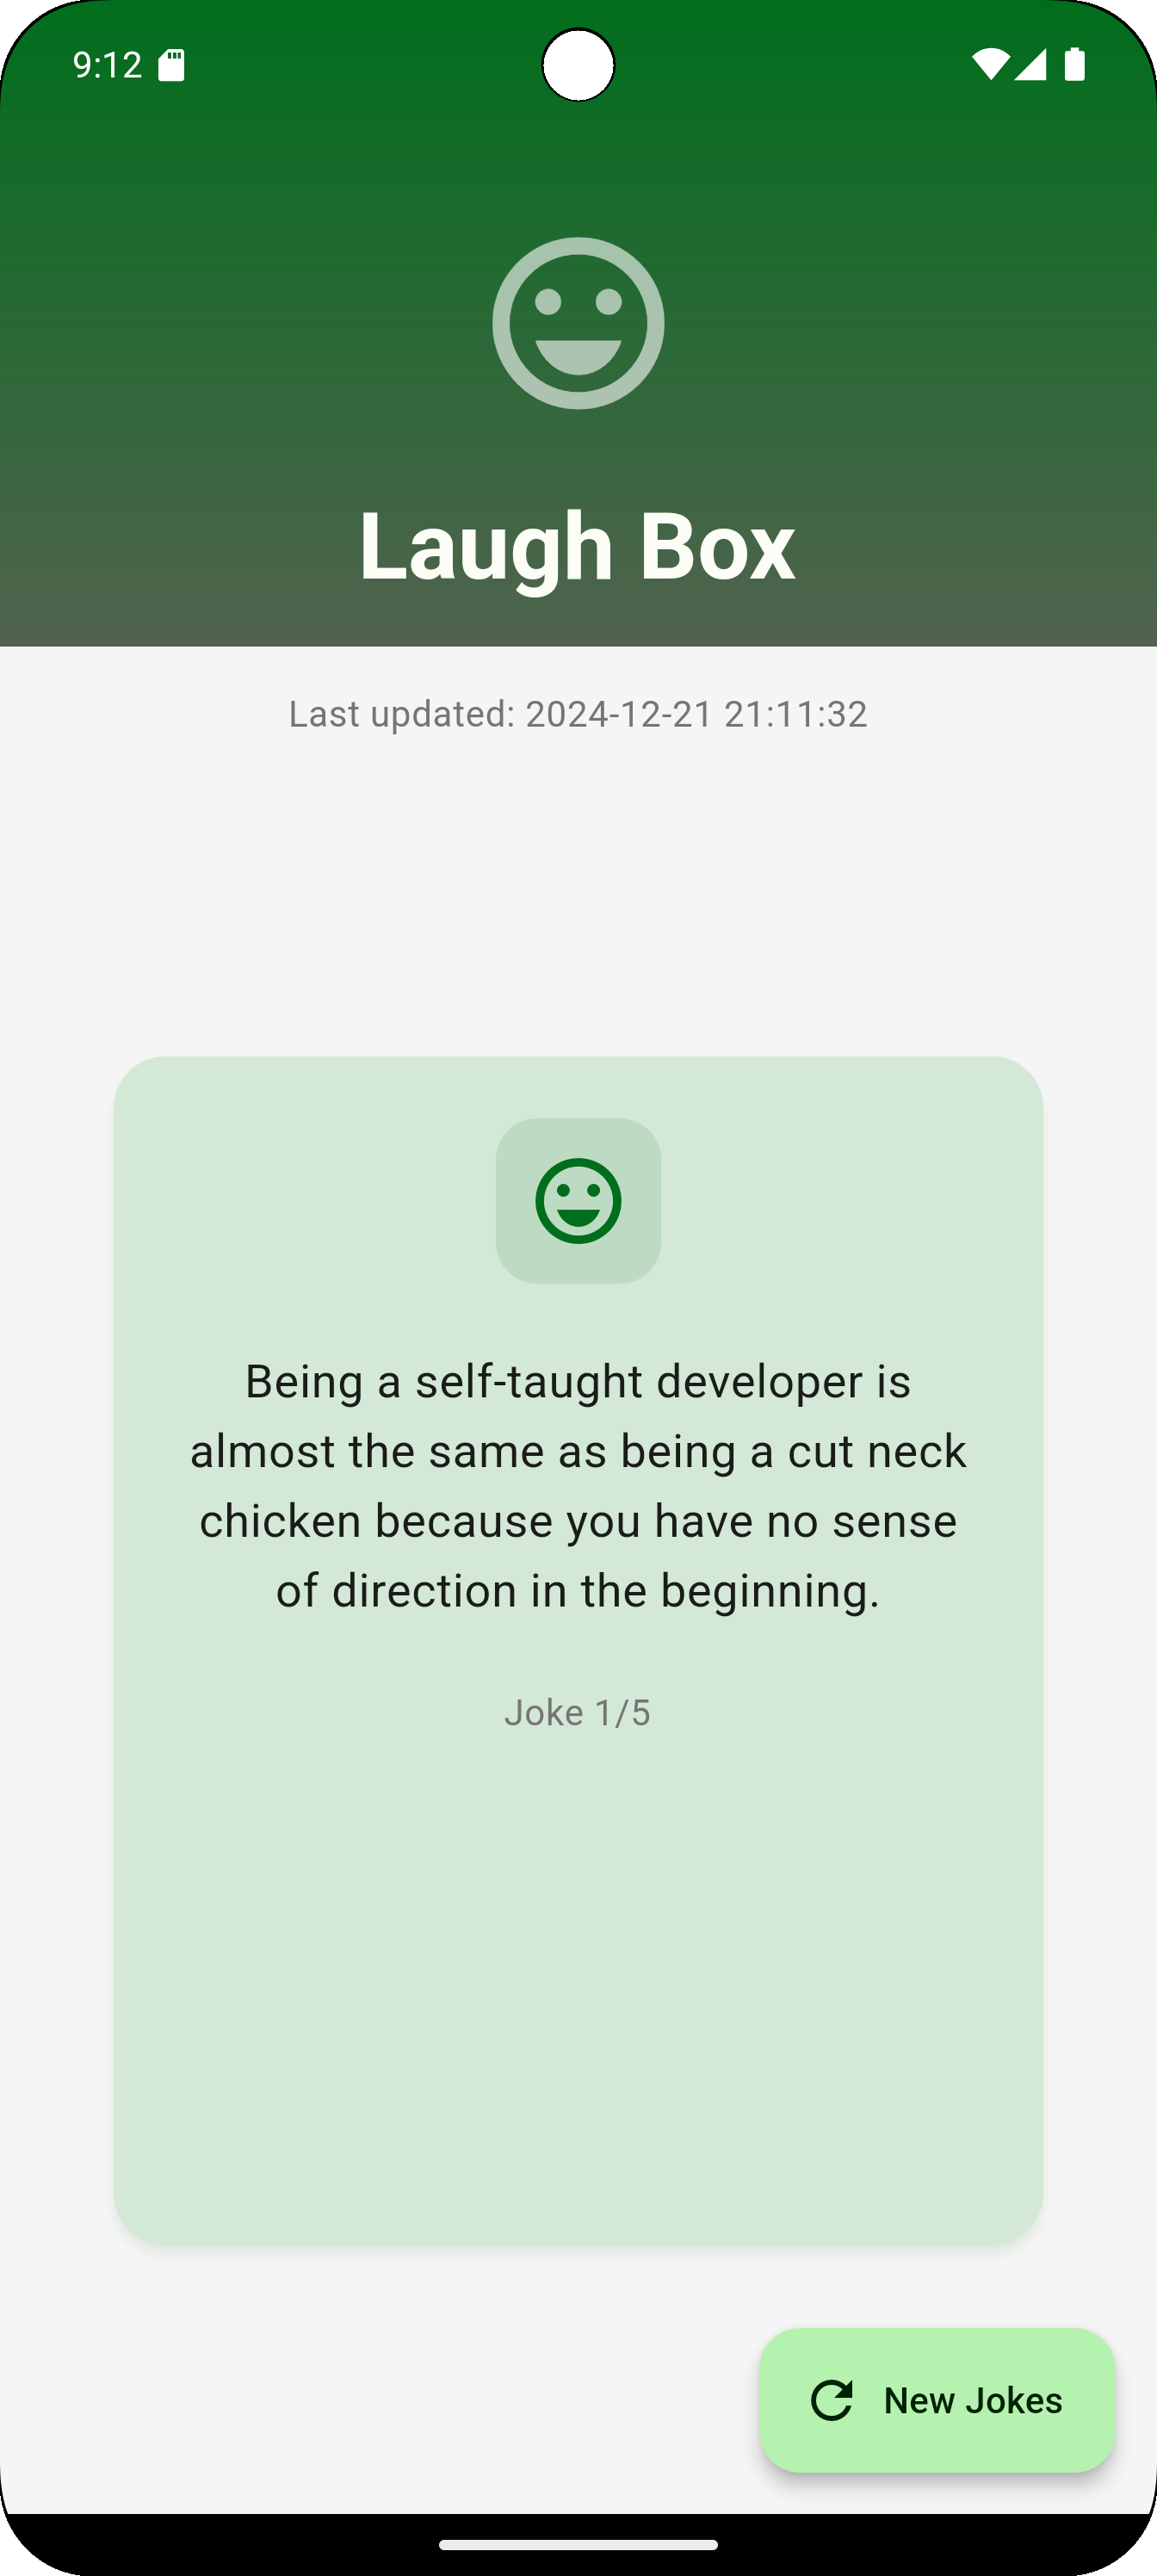 9:12
Laugh Box
Last updated: 2024-12-21 21:11:32
Being a self-taught developer is
almost the same as being a cut neck
chicken because you have no sense
of direction in the beginning.
Joke 1/5
New Jokes